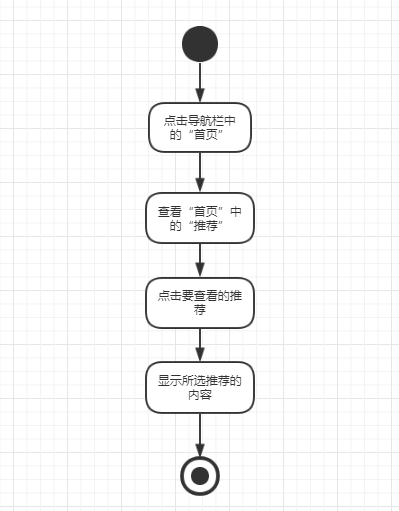 点击导航栏中
的“首页”
查看“首页”中
的“推荐”
点击要查看的推
荐
显示所选推荐的
内容